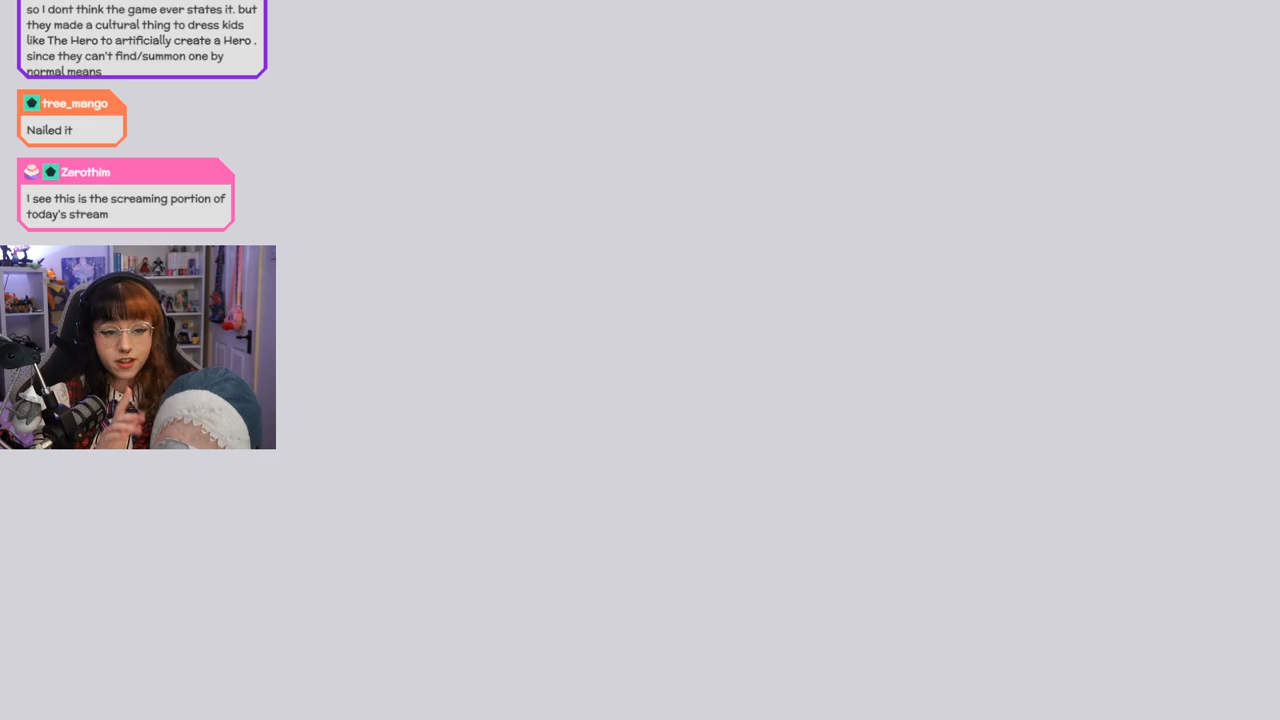 so I dont think the game ever states it. but
they made a cultural thing to dress kids
like The Hero to artificially create a Hero .
since they can't find/summon one by
normal means
tree_mango
Nailed it
Zerothim
I see this is the screaming portion of
today's stream